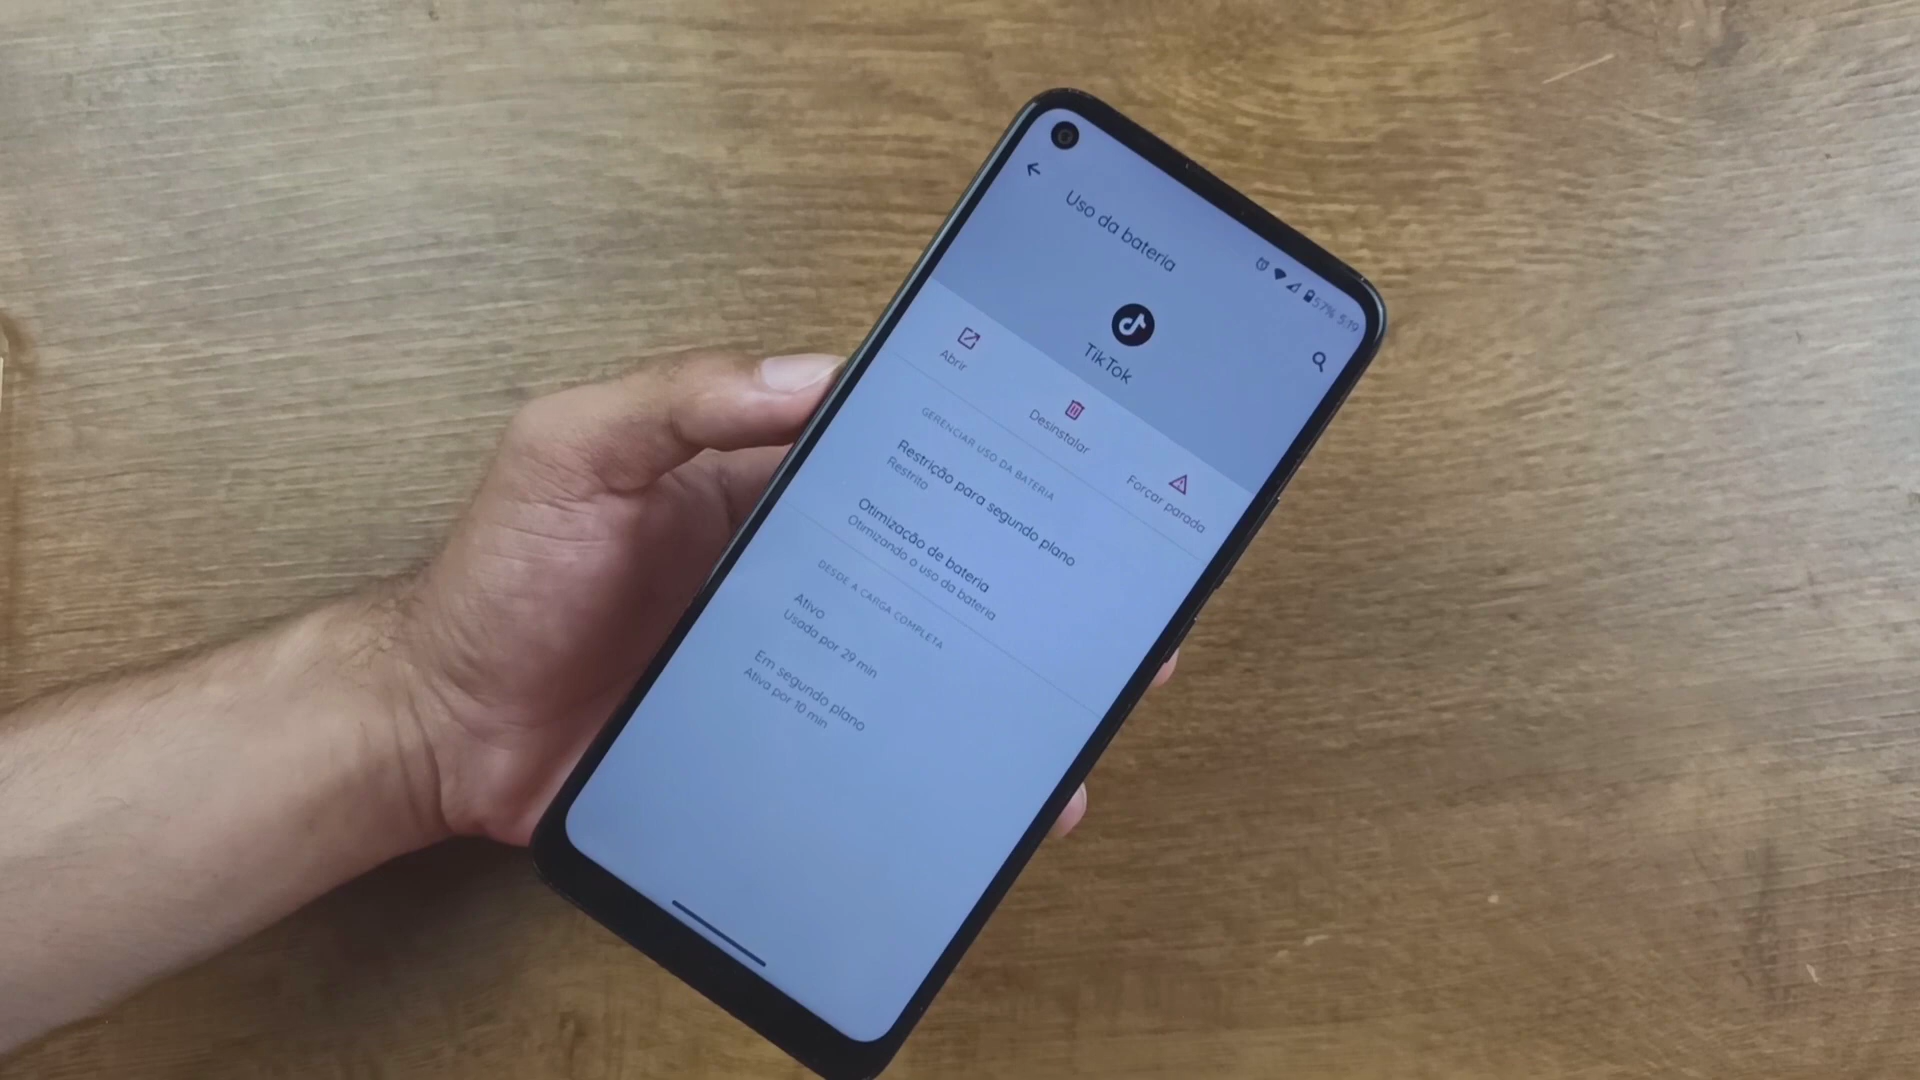 57% 5:19
Uso da bateria
TikTok
Abrir
Desinstalar
Forçar parada
GERENCIAR USO DA BATERIA
Restrição para segundo plano
Restrito
Otimização de bateria
Otimizando o uso da bateria
DESDE A CARGA COMPLETA
Ativo
Usada por 29 min
Em segundo plano
Ativa por 10 min